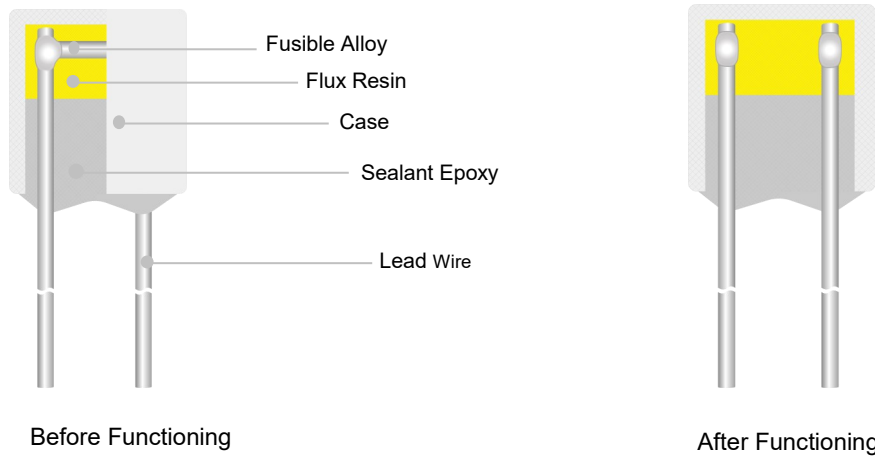 Fusible Alloy
Flux Resin
Case
Sealant Epoxy
Lead Wire
Before Functioning
After Functioning